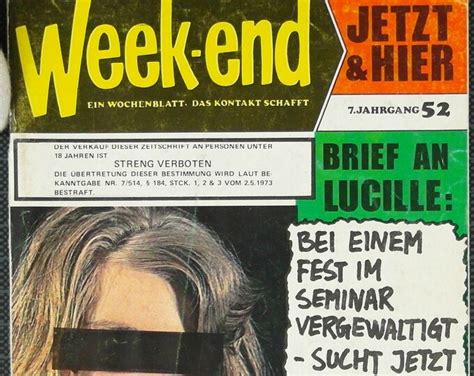 Week-end
EIN WOCHENBLATT. DAS KONTAKT SCHAFFT
JETZT
& HIER
7. JAHRGANG 52
DER VERKAUF DIESER ZEITSCHRIFT AN PERSONEN UNTER
18 JAHREN IST
STRENG VERBOTEN
DIE ÜBERTRETUNG DIESER BESTIMMUNG WIRD LAUT BE-
KANNTGABE NR. 7/514, § 184, STCK. 1, 2 & 3 VOM 2.5.1973
BESTRAFT.
BRIEF AN
LUCILLE:
BEI EINEM
FEST IM
SEMINAR
VERGEWALTIGT
- SUCHT JETZT